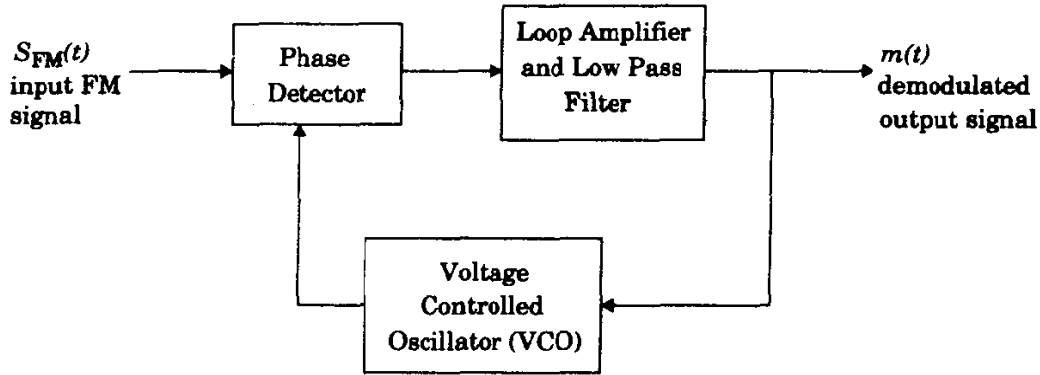 S_FM(t)
input FM
signal
Phase
Detector
Loop Amplifier
and Low Pass
Filter
m(t)
demodulated
output signal
Voltage
Controlled
Oscillator (VCO)